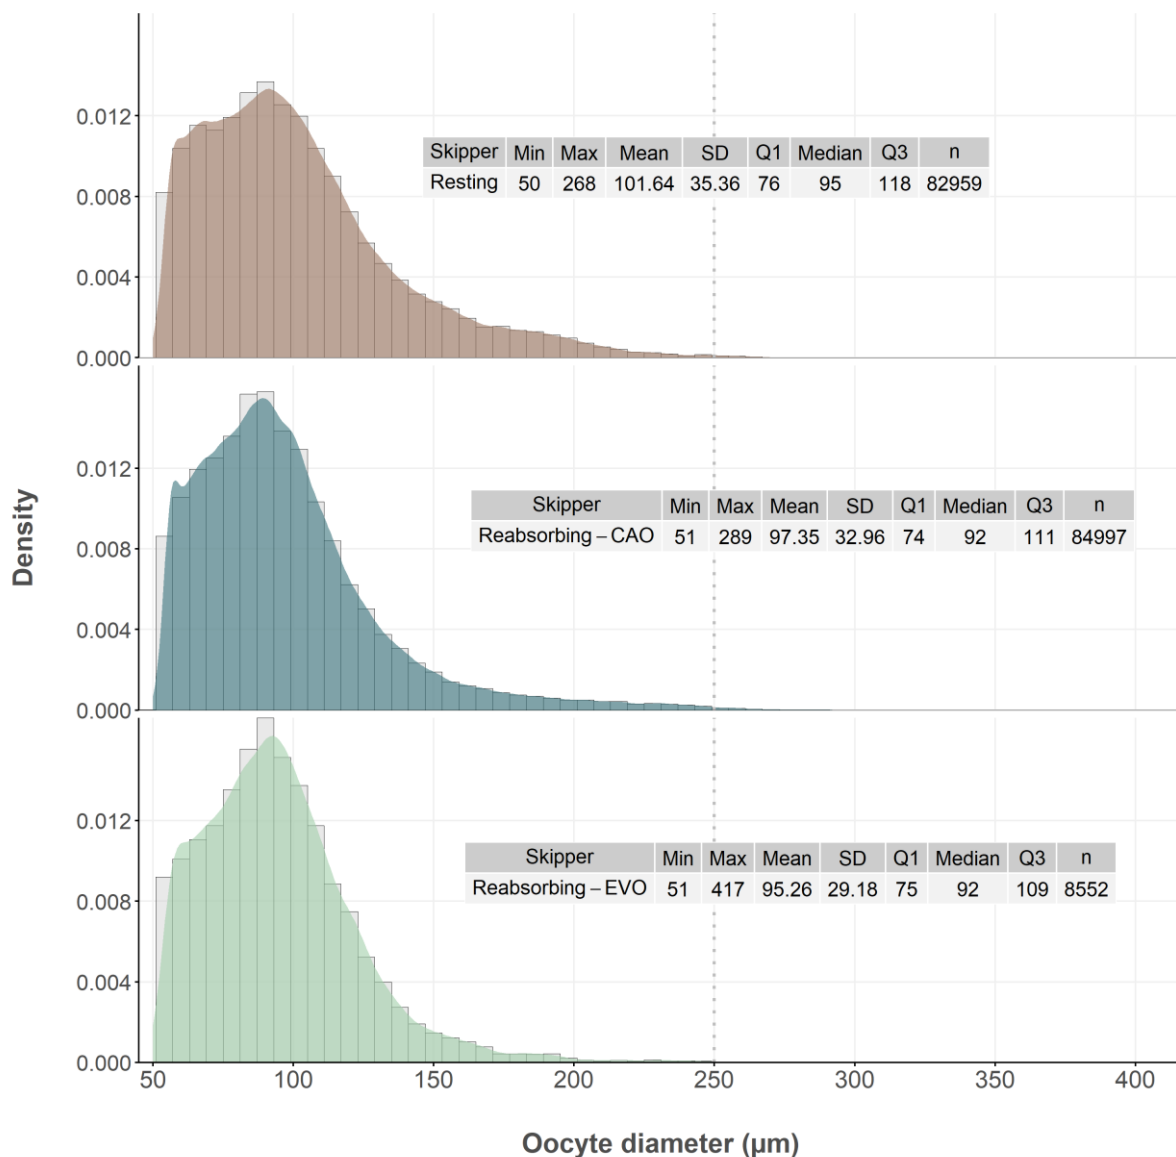 0.012
0.008
0.004
0.000
Skipper Min Max Mean SD Q1 Median Q3 n
Resting 50 268 101.64 35.36 76 95 118 82959
0.012
0.008
0.004
0.000
Skipper Min Max Mean SD Q1 Median Q3 n
Reabsorbing – CAO 51 289 97.35 32.96 74 92 111 84997
0.012
0.008
0.004
0.000
Skipper Min Max Mean SD Q1 Median Q3 n
Reabsorbing – EVO 51 417 95.26 29.18 75 92 109 8552
Density
50 100 150 200 250 300 350 400
Oocyte diameter (µm)